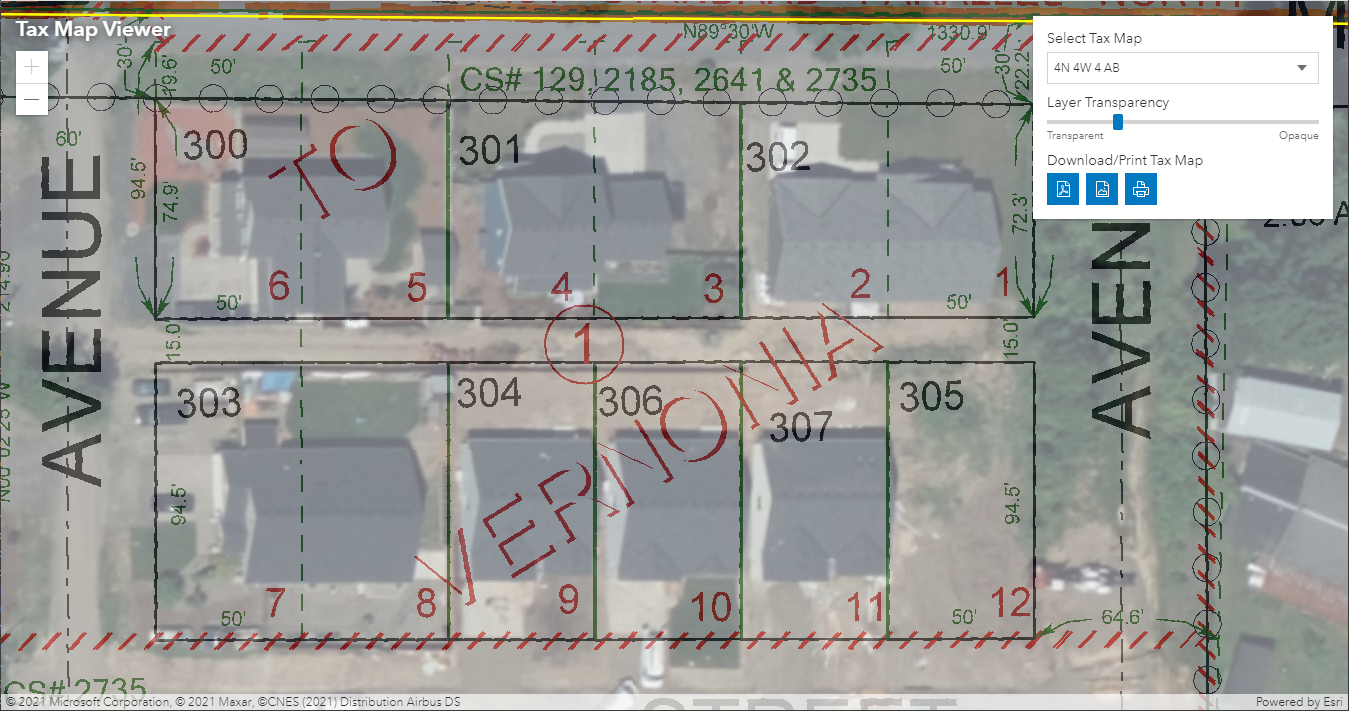 Tax Map Viewer
+
−
Select Tax Map
4N 4W 4 AB
Layer Transparency
Transparent
Opaque
Download/Print Tax Map
N89°30'W
1330.9'
30'
19.6'
50'
CS# 129, 2185, 2641 & 2735
50'
30'
22.2'
60'
AVENUE
94.5'
74.9'
300
TO
301
302
72.3'
AVEN
6
5
4
3
2
1
50'
50'
15.0'
1
15.0'
303
304
306
307
305
VERNONIA
94.5'
94.5'
7
8
9
10
11
12
50'
50'
64.6'
CS# 2735
STREET
© 2021 Microsoft Corporation, © 2021 Maxar, ©CNES (2021) Distribution Airbus DS
Powered by Esri